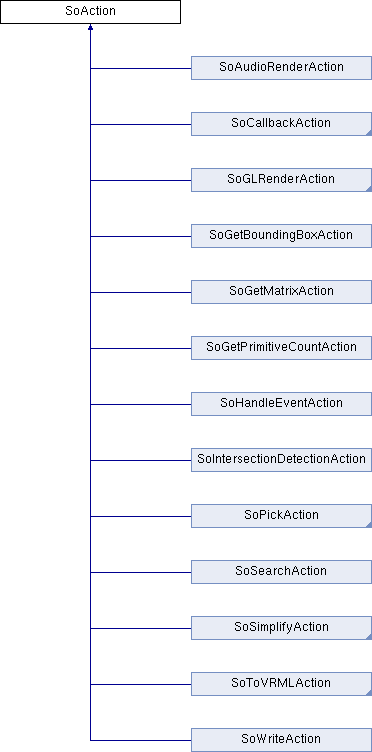 SoAction
SoAudioRenderAction
SoCallbackAction
SoGLRenderAction
SoGetBoundingBoxAction
SoGetMatrixAction
SoGetPrimitiveCountAction
SoHandleEventAction
SoIntersectionDetectionAction
SoPickAction
SoSearchAction
SoSimplifyAction
SoToVRMLAction
SoWriteAction